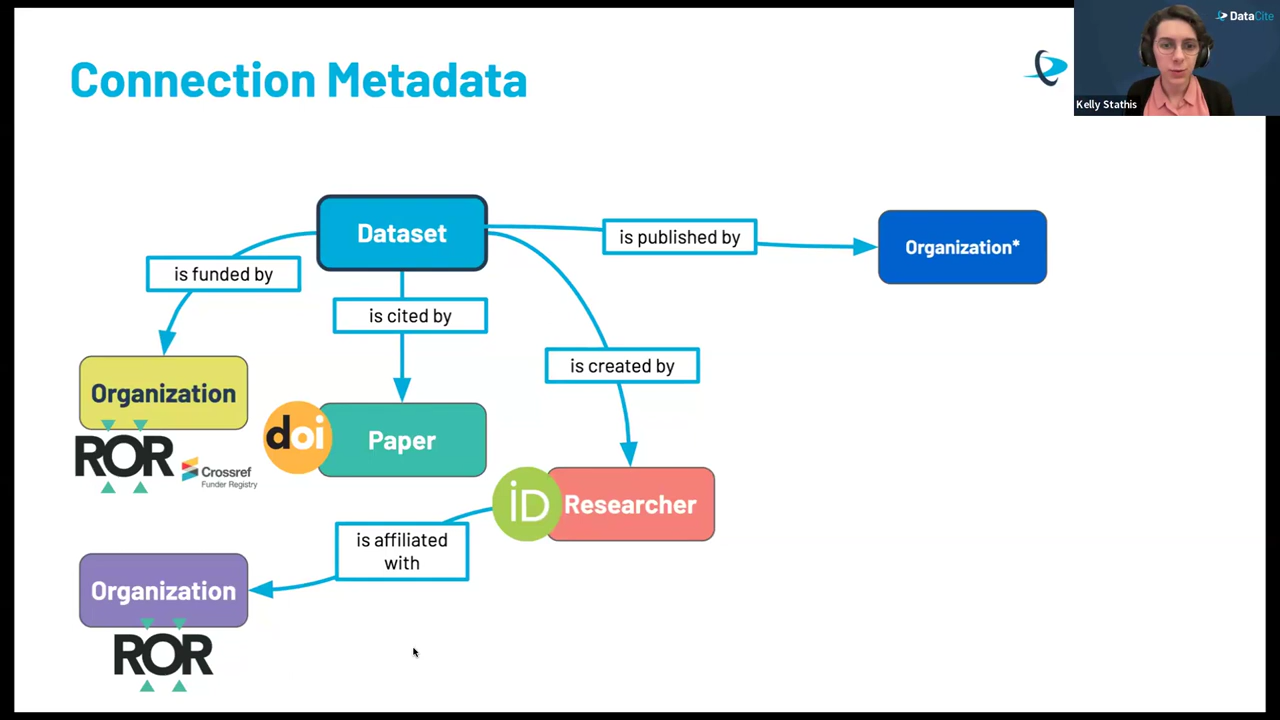 Connection Metadata
DataCite
Kelly Stathis
Dataset
is published by
Organization*
is funded by
is cited by
is created by
Organization
ROR
Crossref
Funder Registry
doi
Paper
iD
Researcher
is affiliated
with
Organization
ROR